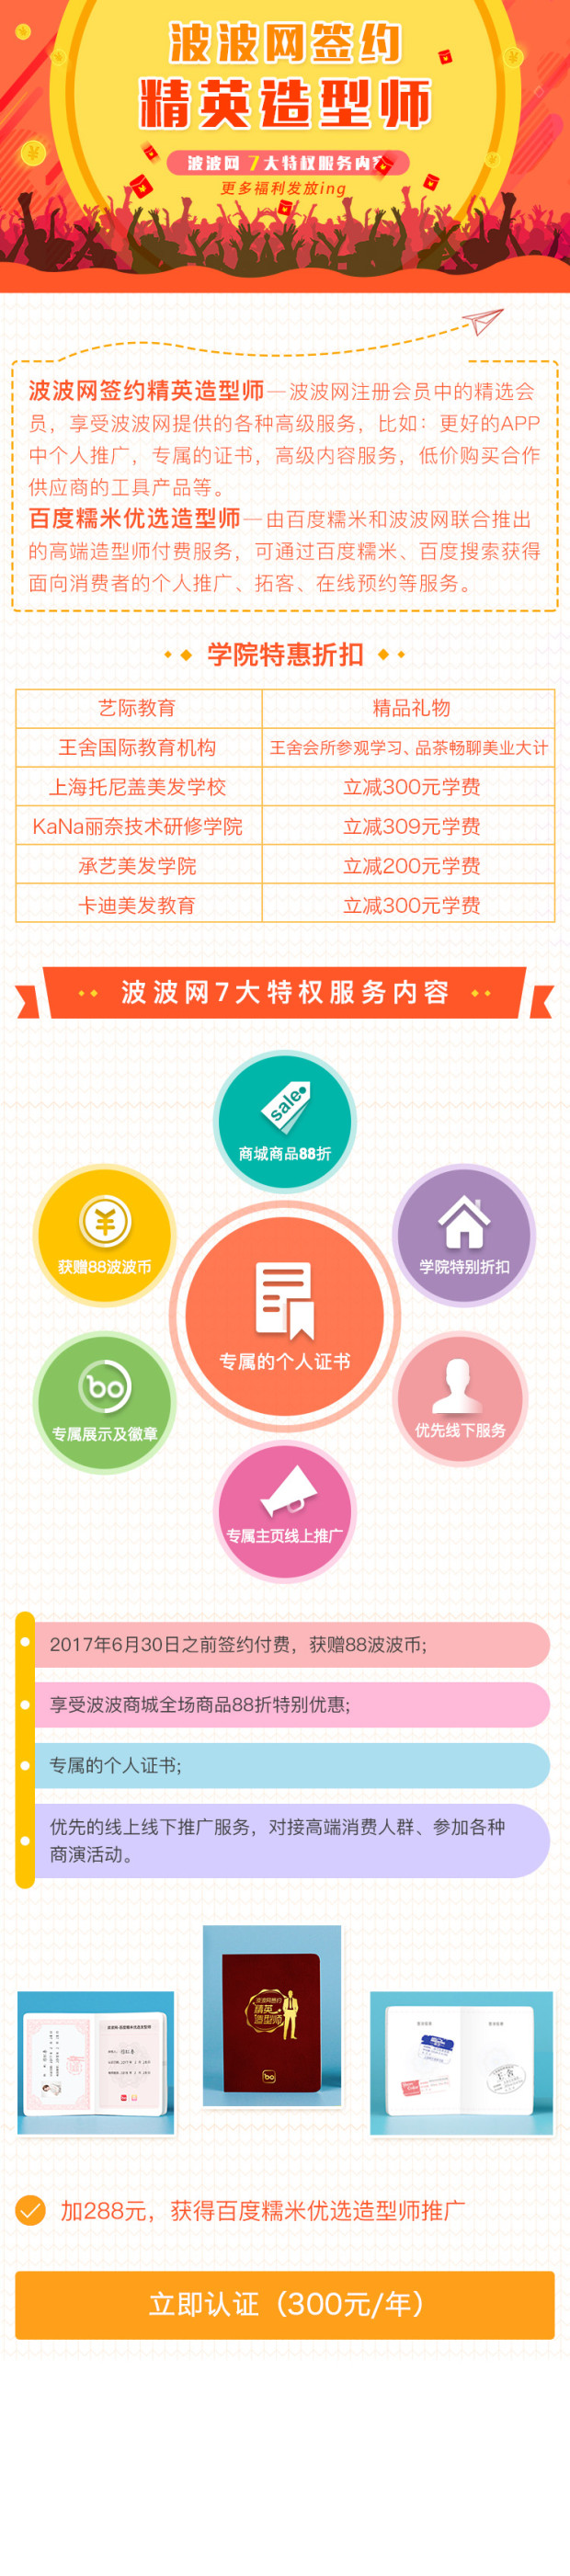 波波网签约
精英造型师
波波网 7大特权服务内容
更多福利发放ing
波波网签约精英造型师—波波网注册会员中的精选会
员，享受波波网提供的各种高级服务，比如：更好的APP
中个人推广，专属的证书，高级内容服务，低价购买合作
供应商的工具产品等。
百度糯米优选造型师—由百度糯米和波波网联合推出
的高端造型师付费服务，可通过百度糯米、百度搜索获得
面向消费者的个人推广、拓客、在线预约等服务。
学院特惠折扣
艺际教育 精品礼物
王舍国际教育机构 王舍会所参观学习、品茶畅聊美业大计
上海托尼盖美发学校 立减300元学费
KaNa丽奈技术研修学院 立减309元学费
承艺美发学院 立减200元学费
卡迪美发教育 立减300元学费
波波网7大特权服务内容
sale
商城商品88折
获赠88波波币
学院特别折扣
专属的个人证书
bo
专属展示及徽章
优先线下服务
专属主页线上推广
2017年6月30日之前签约付费，获赠88波波币;
享受波波商城全场商品88折特别优惠;
专属的个人证书;
优先的线上线下推广服务，对接高端消费人群、参加各种
商演活动。
波波网签约
精英
造型师
bo
加288元，获得百度糯米优选造型师推广
立即认证（300元/年）